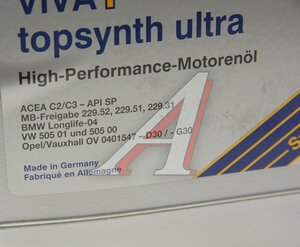 VIVA 1
topsynth ultra
High-Performance-Motorenöl
ACEA C2/C3 – API SP
MB-Freigabe 229.52, 229.51, 229.31
BMW Longlife-04
VW 505 01 und 505 00
Opel/Vauxhall OV 0401547 - D30 / - G30
Made in Germany
Fabriqué en Allemagne